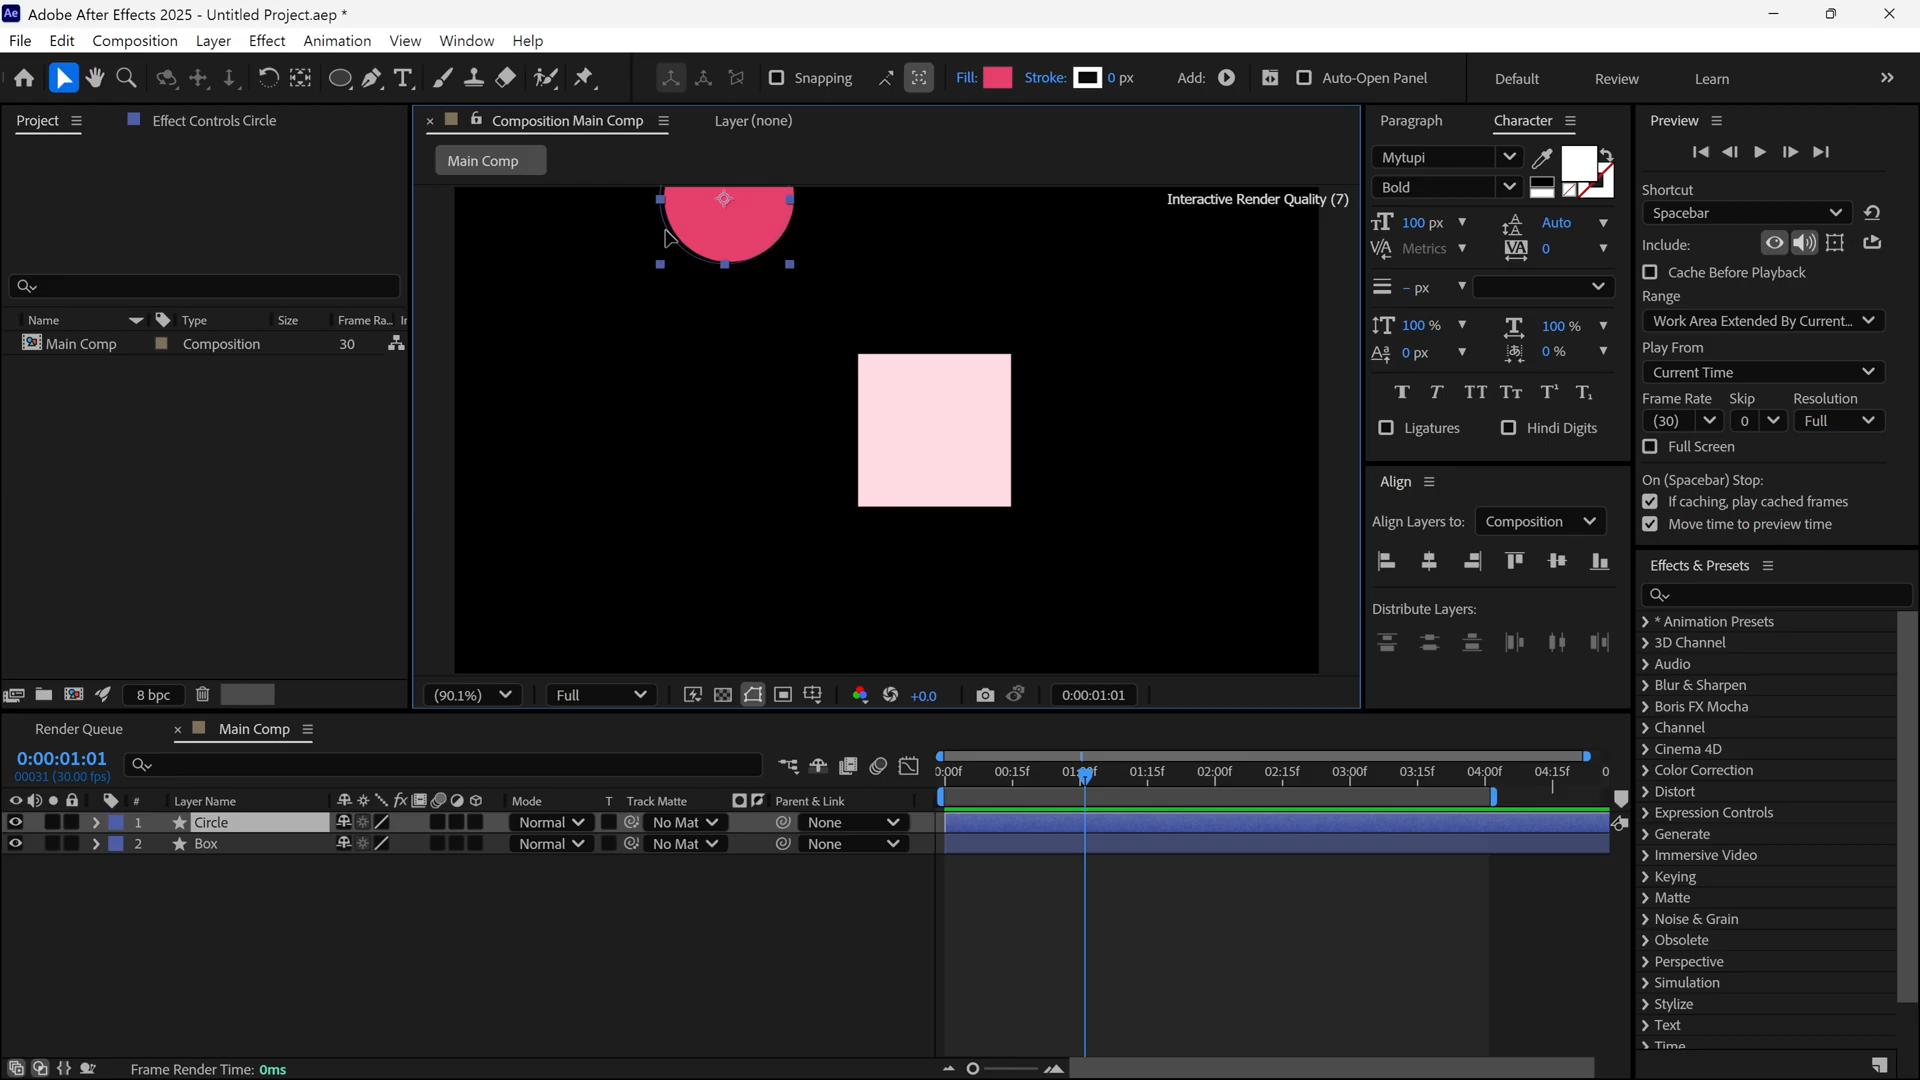 Adobe After Effects 2025 - Untitled Project.aep *
File Edit Composition Layer Effect Animation View Window Help
Snapping Fill: Stroke: 0 px Add: Auto-Open Panel Default Review Learn
Project Effect Controls Circle
Name Type Size Frame Ra...
Main Comp Composition 30
8 bpc
Composition Main Comp Layer (none)
Main Comp
Interactive Render Quality (7)
(90.1%) Full +0.0 0:00:01:01
Paragraph Character
Mytupi
Bold
100 px Auto
Metrics 0
– px
100 % 100 %
0 px 0 %
Ligatures Hindi Digits
Align
Align Layers to: Composition
Distribute Layers:
Preview
Shortcut
Spacebar
Include:
Cache Before Playback
Range
Work Area Extended By Current...
Play From
Current Time
Frame Rate Skip Resolution
(30) 0 Full
Full Screen
On (Spacebar) Stop:
If caching, play cached frames
Move time to preview time
Effects & Presets
* Animation Presets
3D Channel
Audio
Blur & Sharpen
Boris FX Mocha
Channel
Cinema 4D
Color Correction
Distort
Expression Controls
Generate
Immersive Video
Keying
Matte
Noise & Grain
Obsolete
Perspective
Simulation
Stylize
Text
Time
Render Queue Main Comp
0:00:01:01
00031 (30.00 fps)
0:00f 00:15f 01:00f 01:15f 02:00f 02:15f 03:00f 03:15f 04:00f 04:15f 0
# Layer Name fx Mode T Track Matte Parent & Link
1 Circle Normal No Mat None
2 Box Normal No Mat None
Frame Render Time: 0ms